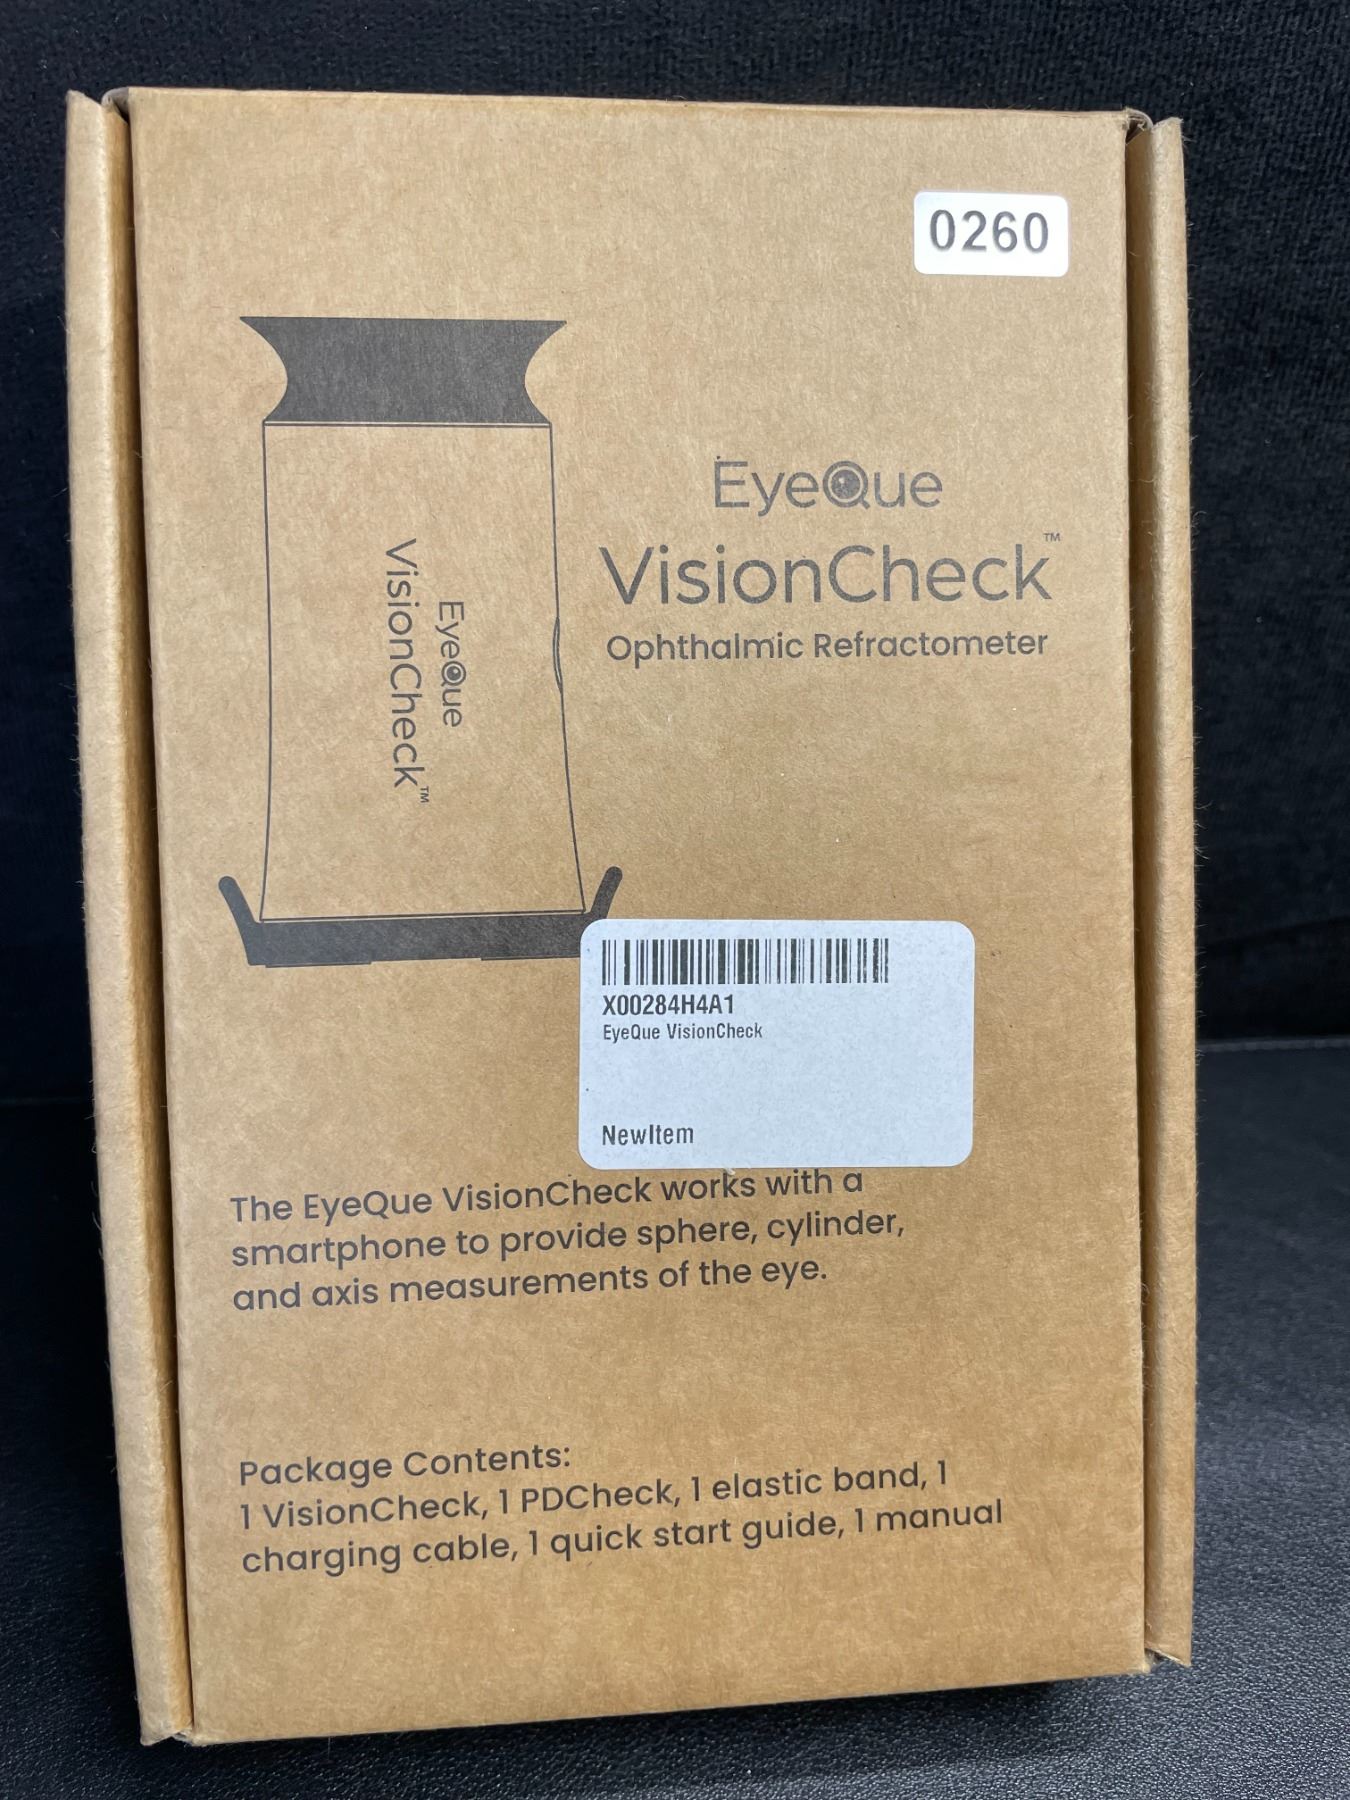 0260
EyeQue
VisionCheck™
Ophthalmic Refractometer
EyeQue
VisionCheck™
X00284H4A1
EyeQue VisionCheck
NewItem
The EyeQue VisionCheck works with a
smartphone to provide sphere, cylinder,
and axis measurements of the eye.
Package Contents:
1 VisionCheck, 1 PDCheck, 1 elastic band, 1
charging cable, 1 quick start guide, 1 manual